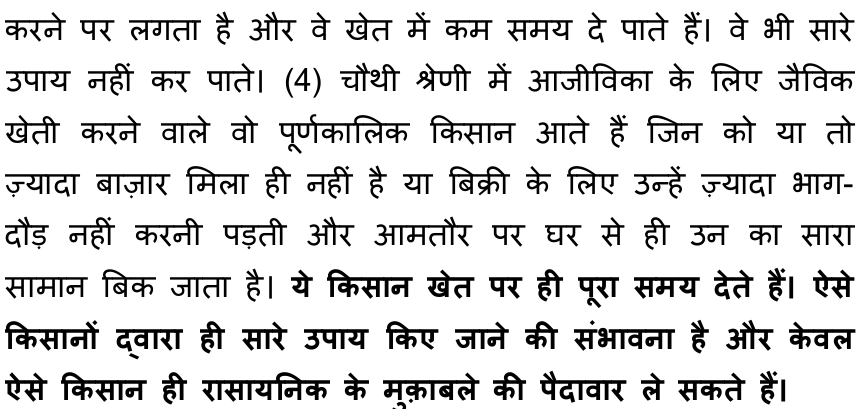 करने पर लगता है और वे खेत में कम समय दे पाते हैं। वे भी सारे
उपाय नहीं कर पाते। (4) चौथी श्रेणी में आजीविका के लिए जैविक
खेती करने वाले वो पूर्णकालिक किसान आते हैं जिन को या तो
ज़्यादा बाज़ार मिला ही नहीं है या बिक्री के लिए उन्हें ज़्यादा भाग-
दौड़ नहीं करनी पड़ती और आमतौर पर घर से ही उन का सारा
सामान बिक जाता है। ये किसान खेत पर ही पूरा समय देते हैं। ऐसे
किसानों द्वारा ही सारे उपाय किए जाने की संभावना है और केवल
ऐसे किसान ही रासायनिक के मुक़ाबले की पैदावार ले सकते हैं।